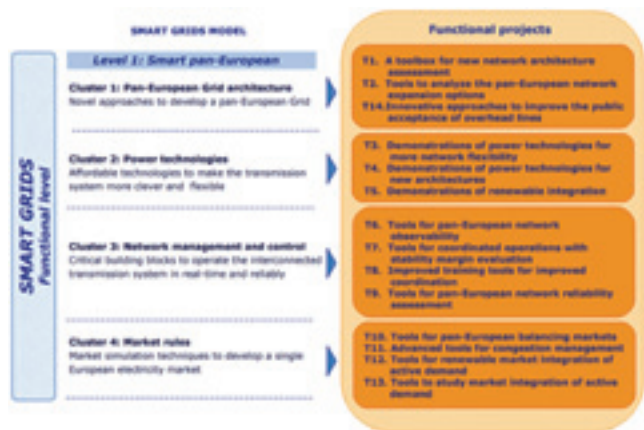 SMART GRIDS MODEL
Functional projects
SMART GRIDS
Functional level
Level 1: Smart pan-European
Cluster 1: Pan-European Grid architecture
Novel approaches to develop a pan-European Grid
T1. A toolbox for new network architecture
assessment
T2. Tools to analyze the pan-European network
expansion options
T14.Innovative approaches to improve the public
acceptance of overhead lines
Cluster 2: Power technologies
Affordable technologies to make the transmission
system more clever and flexible
T3. Demonstrations of power technologies for
more network flexibility
T4. Demonstrations of power technologies for
new architectures
T5. Demonstrations of renewable integration
Cluster 3: Network management and control
Critical building blocks to operate the interconnected
transmission system in real-time and reliably
T6. Tools for pan-European network
observability
T7. Tools for coordinated operations with
stability margin evaluation
T8. Improved training tools for improved
coordination
T9. Tools for pan-European network reliability
assessment
Cluster 4: Market rules
Market simulation techniques to develop a single
European electricity market
T10. Tools for pan-European balancing markets
T11. Advanced tools for congestion management
T12. Tools for renewable market integration of
active demand
T13. Tools to study market integration of active
demand